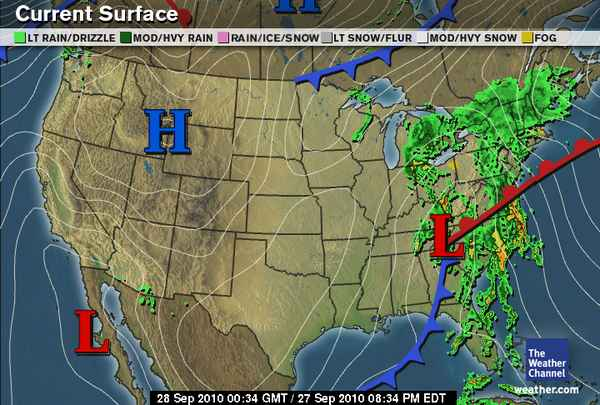 Current Surface
LT RAIN/DRIZZLE MOD/HVY RAIN RAIN/ICE/SNOW LT SNOW/FLUR MOD/HVY SNOW FOG
H
H
L
L
The
Weather
Channel
weather.com
28 Sep 2010 00:34 GMT / 27 Sep 2010 08:34 PM EDT